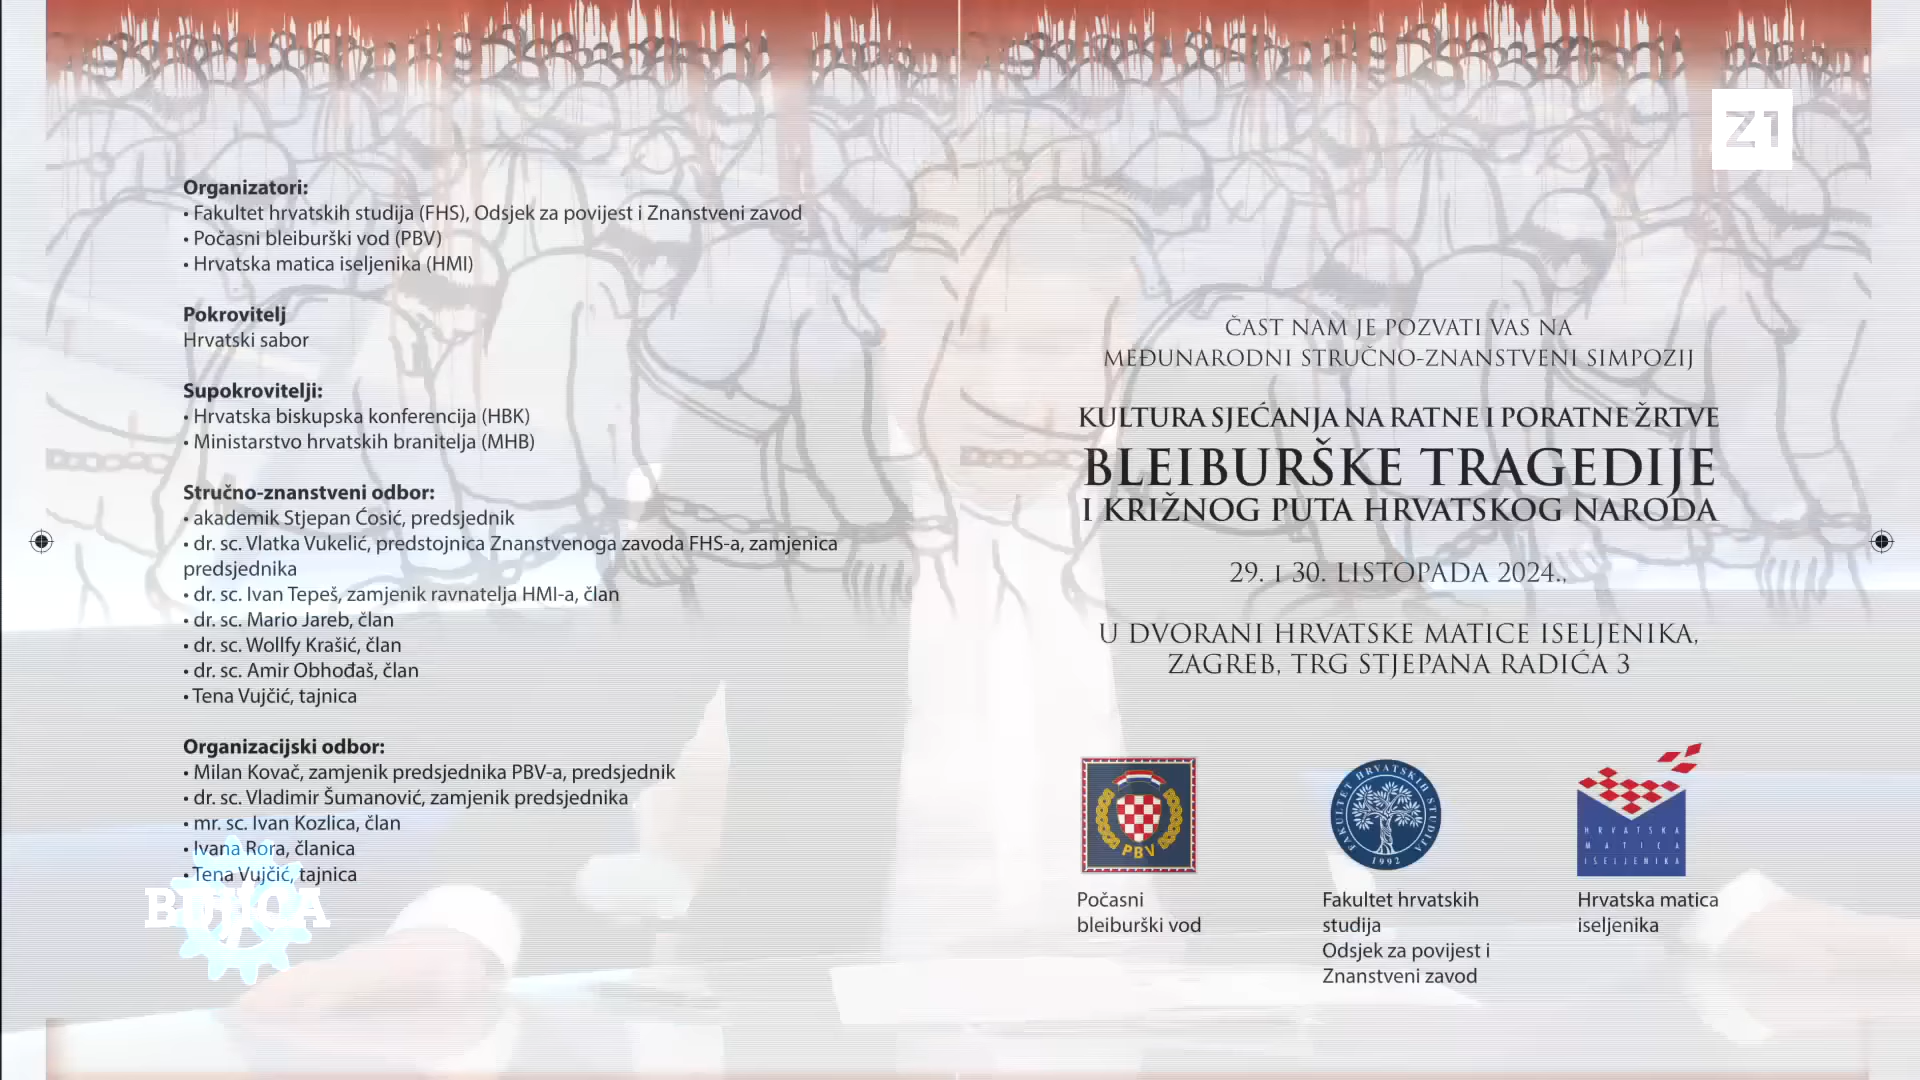 Organizatori:
• Fakultet hrvatskih studija (FHS), Odsjek za povijest i Znanstveni zavod
• Počasni bleiburški vod (PBV)
• Hrvatska matica iseljenika (HMI)
Pokrovitelj
Hrvatski sabor
Supokrovitelji:
• Hrvatska biskupska konferencija (HBK)
• Ministarstvo hrvatskih branitelja (MHB)
Stručno-znanstveni odbor:
• akademik Stjepan Ćosić, predsjednik
• dr. sc. Vlatka Vukelić, predstojnica Znanstvenoga zavoda FHS-a, zamjenica
predsjednika
• dr. sc. Ivan Tepeš, zamjenik ravnatelja HMI-a, član
• dr. sc. Mario Jareb, član
• dr. sc. Wollfy Krašić, član
• dr. sc. Amir Obhođaš, član
• Tena Vujčić, tajnica
Organizacijski odbor:
• Milan Kovač, zamjenik predsjednika PBV-a, predsjednik
• dr. sc. Vladimir Šumanović, zamjenik predsjednika
• mr. sc. Ivan Kozlica, član
• Ivana Rora, članica
• Tena Vujčić, tajnica
BUJICA
Z1
ČAST NAM JE POZVATI VAS NA
MEĐUNARODNI STRUČNO-ZNANSTVENI SIMPOZIJ
KULTURA SJEĆANJA NA RATNE I PORATNE ŽRTVE
BLEIBURŠKE TRAGEDIJE
I KRIŽNOG PUTA HRVATSKOG NARODA
29. I 30. LISTOPADA 2024.,
U DVORANI HRVATSKE MATICE ISELJENIKA,
ZAGREB, TRG STJEPANA RADIĆA 3
PBV
Počasni
bleiburški vod
FAKULTET HRVATSKIH STUDIJA
1992
Fakultet hrvatskih
studija
Odsjek za povijest i
Znanstveni zavod
HRVATSKA
MATICA
ISELJENIKA
Hrvatska matica
iseljenika